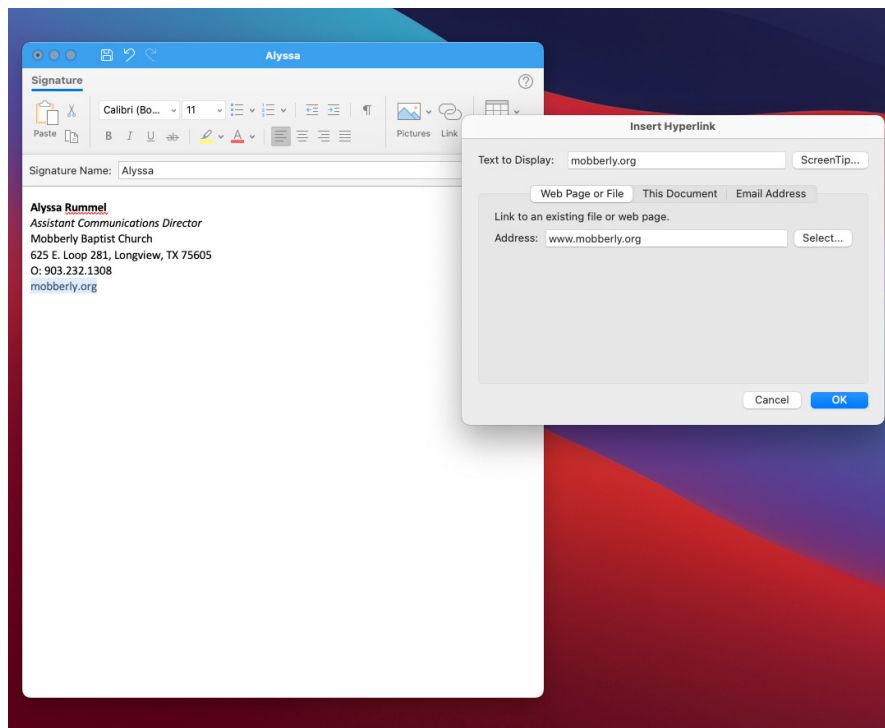 Alyssa
Signature
Calibri (Bo... 11
Paste B I U ab A Pictures Link
Signature Name: Alyssa
Alyssa Rummel
Assistant Communications Director
Mobberly Baptist Church
625 E. Loop 281, Longview, TX 75605
O: 903.232.1308
mobberly.org
Insert Hyperlink
Text to Display: mobberly.org ScreenTip...
Web Page or File This Document Email Address
Link to an existing file or web page.
Address: www.mobberly.org Select...
Cancel OK